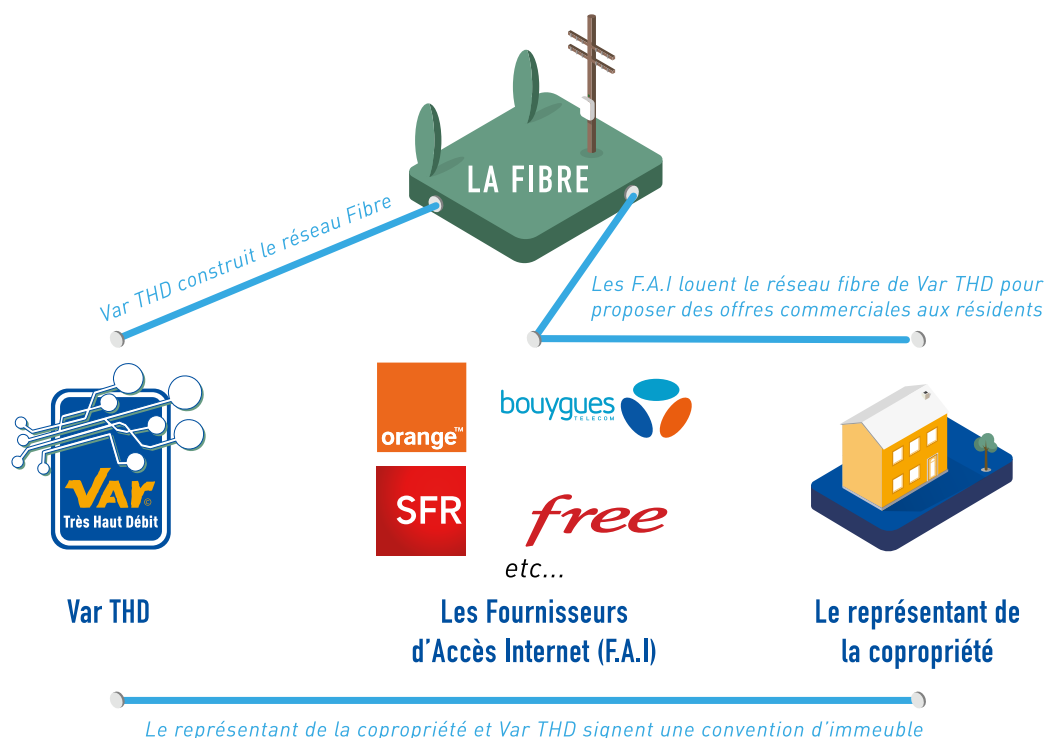 LA FIBRE
Var THD construit le réseau Fibre
Les F.A.I louent le réseau fibre de Var THD pour
proposer des offres commerciales aux résidents
VAr©
Très Haut Débit
orange™
bouygues
TELECOM
SFR
free
etc...
Var THD
Les Fournisseurs
d'Accès Internet (F.A.I)
Le représentant de
la copropriété
Le représentant de la copropriété et Var THD signent une convention d'immeuble